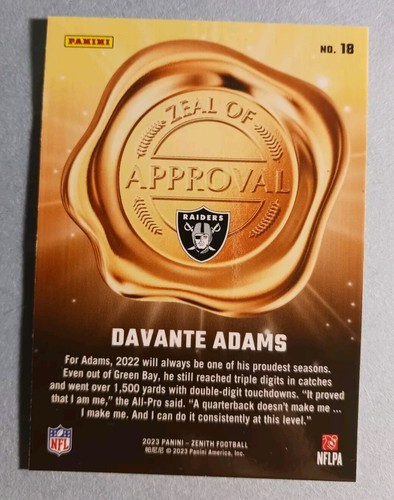 PANINI
NO. 18
ZEAL OF
APPROVAL
RAIDERS
DAVANTE ADAMS
For Adams, 2022 will always be one of his proudest seasons.
Even out of Green Bay, he still reached triple digits in catches
and went over 1,500 yards with double-digit touchdowns. “It proved
that I am me,” the All-Pro said. “A quarterback doesn’t make me ...
I make me. And I can do it consistently at this level.”
NFL
2023 PANINI – ZENITH FOOTBALL
© 2023 Panini America, Inc.
NFLPA